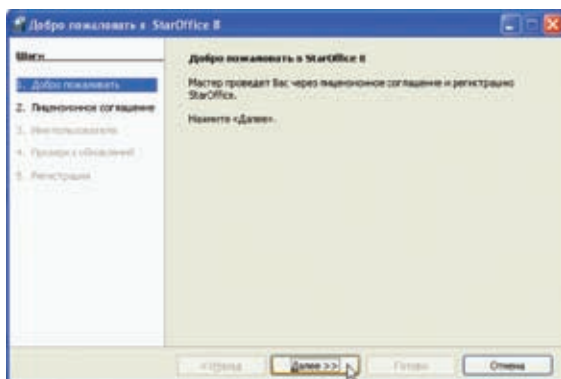 Добро пожаловать в StarOffice 8
Шаги
Добро пожаловать в StarOffice 8
1. Добро пожаловать
Мастер проведет Вас через лицензионное соглашение и регистрацию
StarOffice.
2. Лицензионное соглашение
Нажмите «Далее».
3. Имя пользователя
4. Проверка обновлений
5. Регистрация
<< Назад
Далее >>
Готово
Отмена